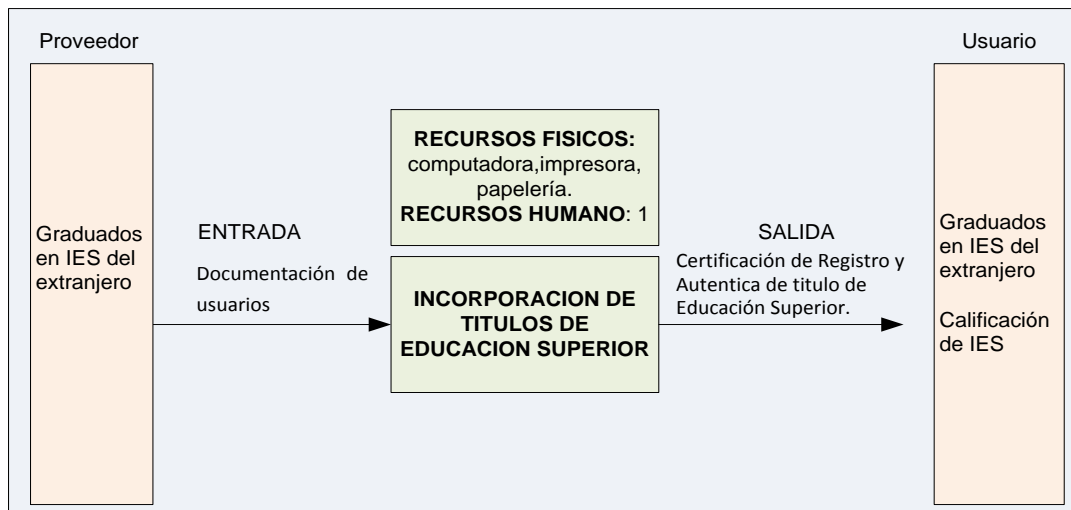 Proveedor
Usuario
Graduados
en IES del
extranjero
ENTRADA
Documentación de
usuarios
RECURSOS FISICOS:
computadora,impresora,
papelería.
RECURSOS HUMANO: 1
INCORPORACION DE
TITULOS DE
EDUCACION SUPERIOR
SALIDA
Certificación de Registro y
Autentica de titulo de
Educación Superior.
Graduados
en IES del
extranjero
Calificación
de IES